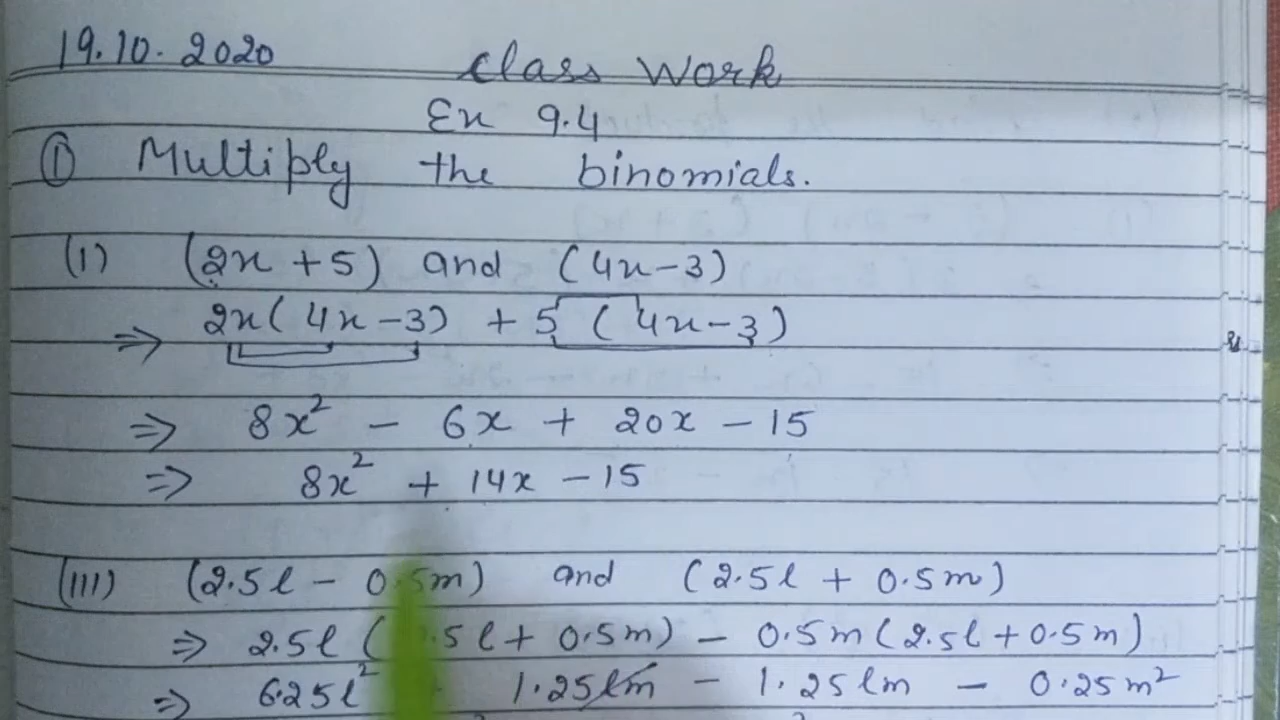 19.10.2020
Class Work
Ex 9.4
① Multiply the binomials.
(I) (2x + 5) and (4x - 3)
⇒ 2x (4x - 3) + 5 (4x - 3)
⇒ 8x² - 6x + 20x - 15
⇒ 8x² + 14x - 15
(III) (2.5l - 0.5m) and (2.5l + 0.5m)
⇒ 2.5l ( .5l + 0.5m) - 0.5m (2.5l + 0.5m)
⇒ 6.25l² 1.25lm - 1.25lm - 0.25m²